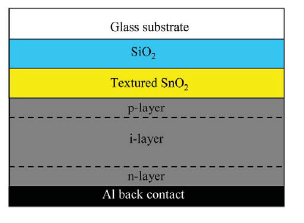 Glass substrate
SiO₂
Textured SnO₂
p-layer
i-layer
n-layer
Al back contact